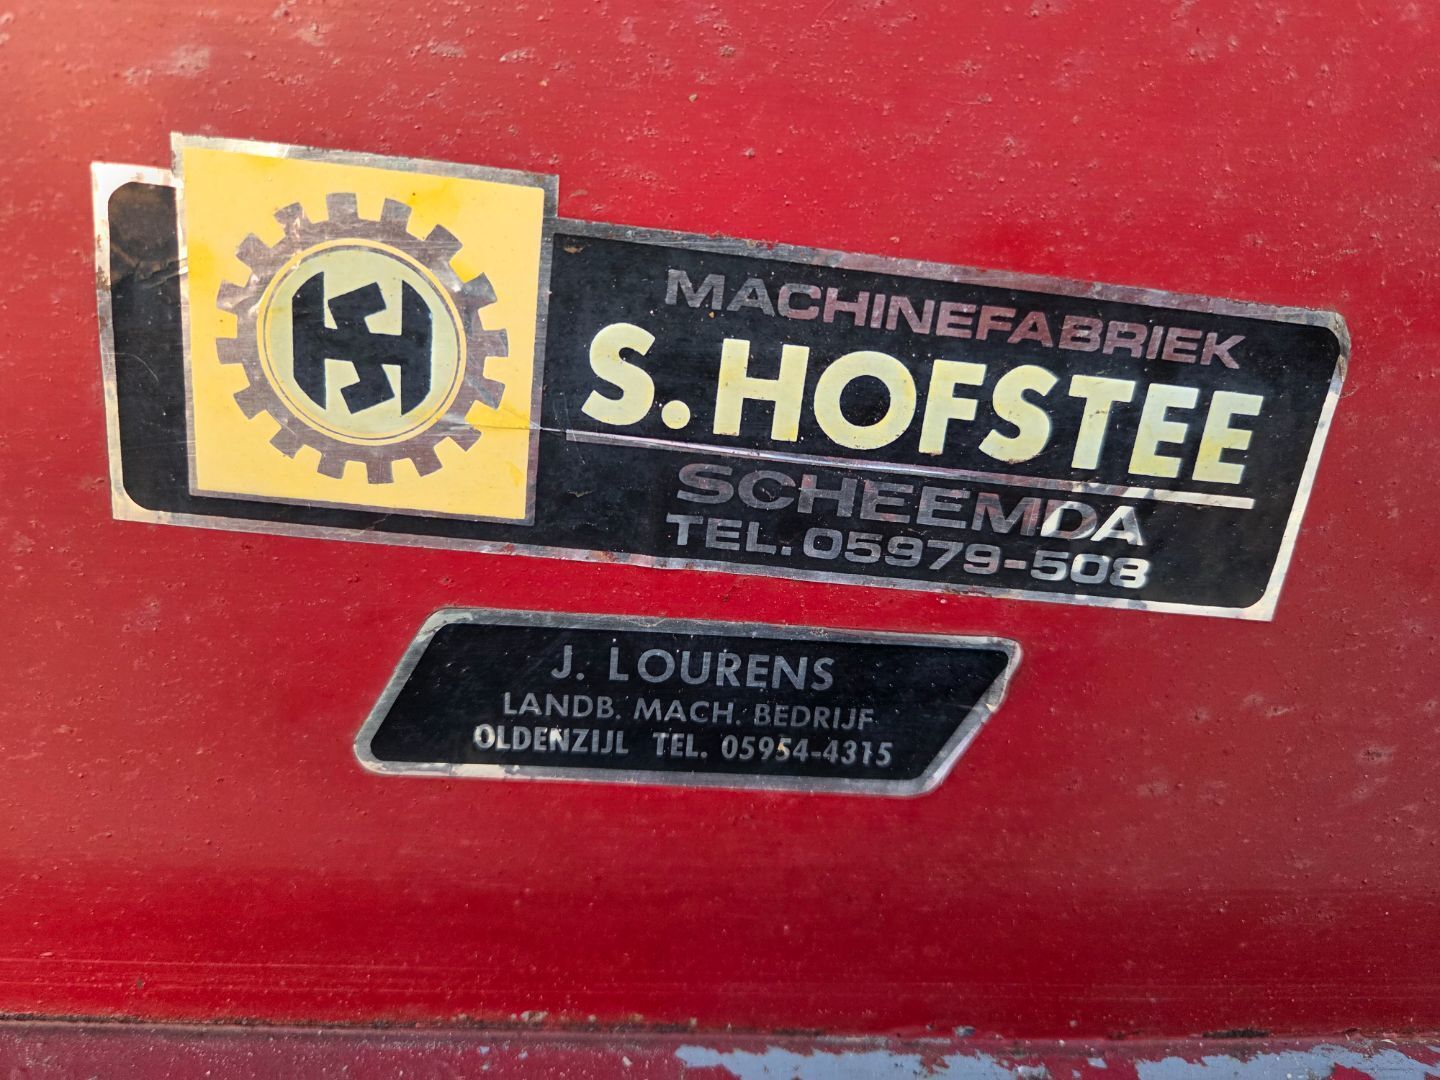 MACHINEFABRIEK
S. HOFSTEE
SCHEEMDA
TEL. 05979-508
J. LOURENS
LANDB. MACH. BEDRIJF
OLDENZIJL TEL. 05954-4315